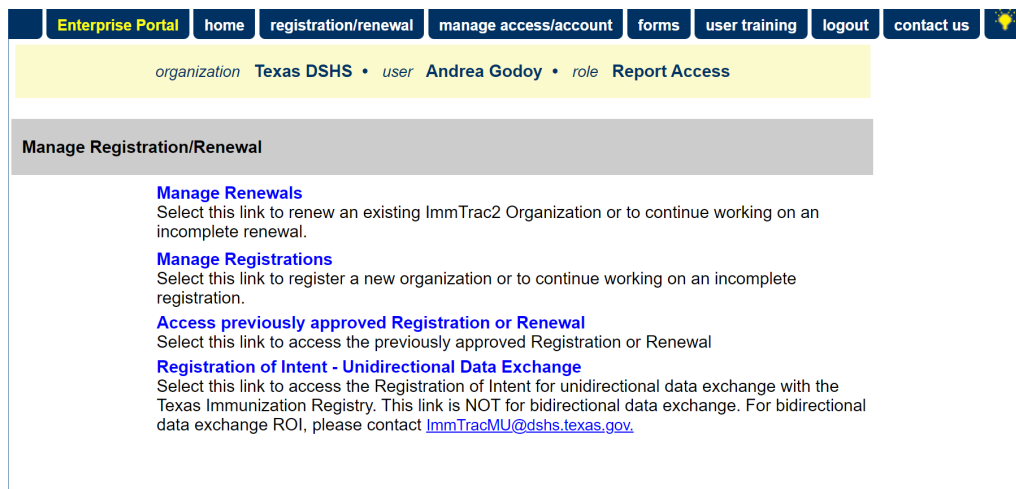 Enterprise Portal home registration/renewal manage access/account forms user training logout contact us
organization Texas DSHS • user Andrea Godoy • role Report Access
Manage Registration/Renewal
Manage Renewals
Select this link to renew an existing ImmTrac2 Organization or to continue working on an
incomplete renewal.
Manage Registrations
Select this link to register a new organization or to continue working on an incomplete
registration.
Access previously approved Registration or Renewal
Select this link to access the previously approved Registration or Renewal
Registration of Intent - Unidirectional Data Exchange
Select this link to access the Registration of Intent for unidirectional data exchange with the
Texas Immunization Registry. This link is NOT for bidirectional data exchange. For bidirectional
data exchange ROI, please contact ImmTracMU@dshs.texas.gov.